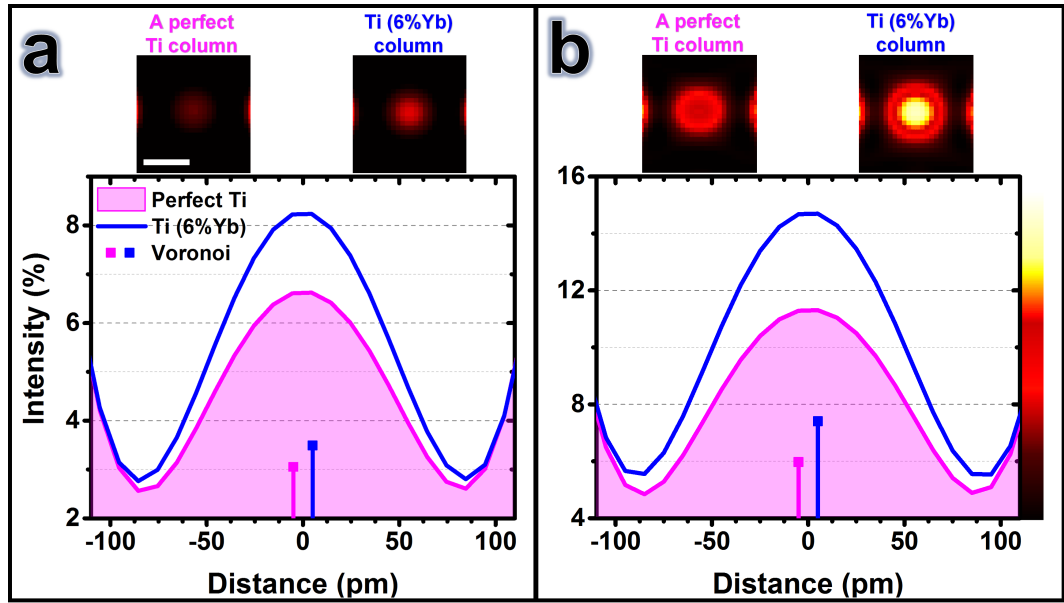 a
A perfect
Ti column
Ti (6%Yb)
column
Perfect Ti
Ti (6%Yb)
Voronoi
8
6
4
2
Intensity (%)
-100
-50
0
50
100
Distance (pm)
b
A perfect
Ti column
Ti (6%Yb)
column
16
12
8
4
-100
-50
0
50
100
Distance (pm)